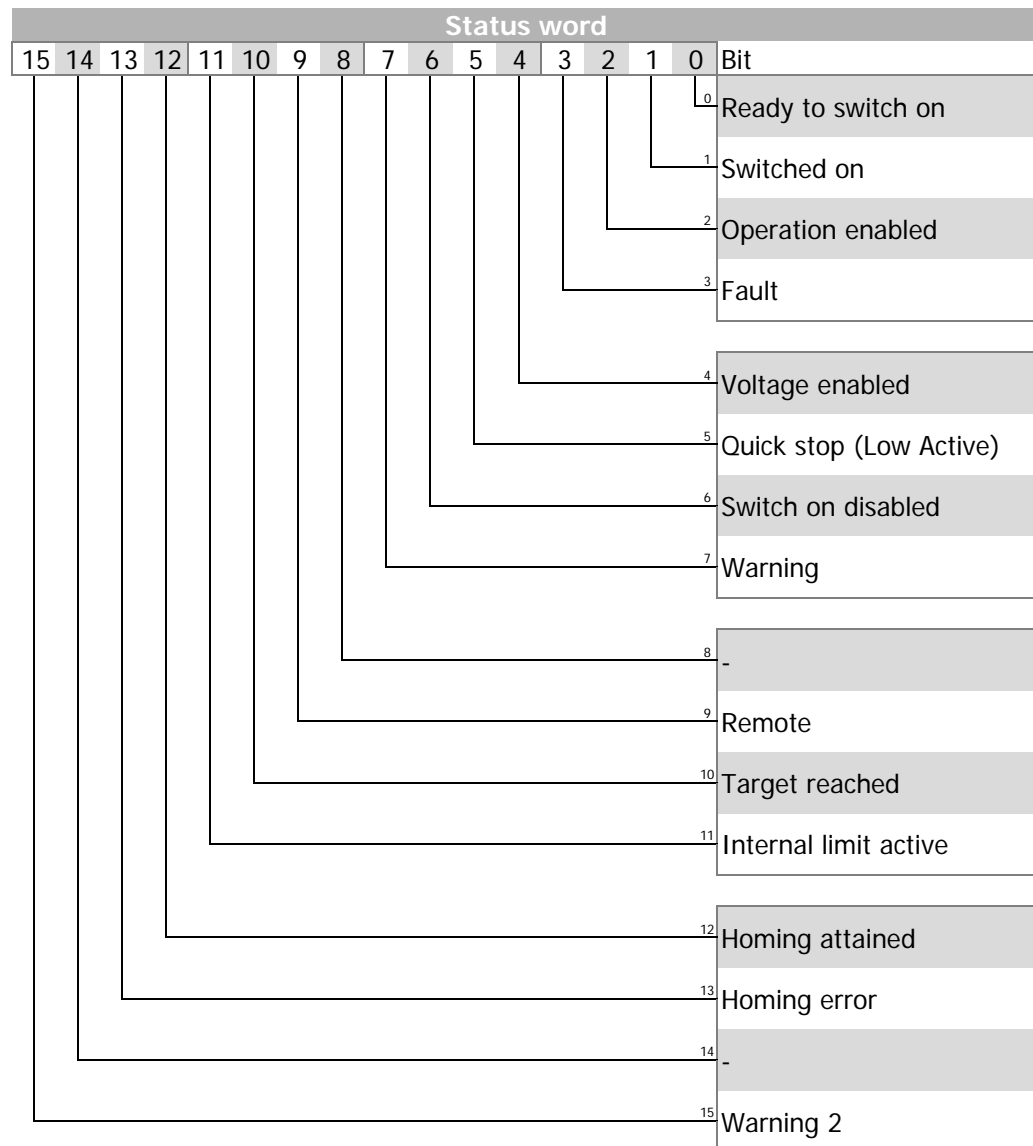 Status word
15 14 13 12 11 10 9 8 7 6 5 4 3 2 1 0 Bit
0 Ready to switch on
1 Switched on
2 Operation enabled
3 Fault
4 Voltage enabled
5 Quick stop (Low Active)
6 Switch on disabled
7 Warning
8 -
9 Remote
10 Target reached
11 Internal limit active
12 Homing attained
13 Homing error
14 -
15 Warning 2